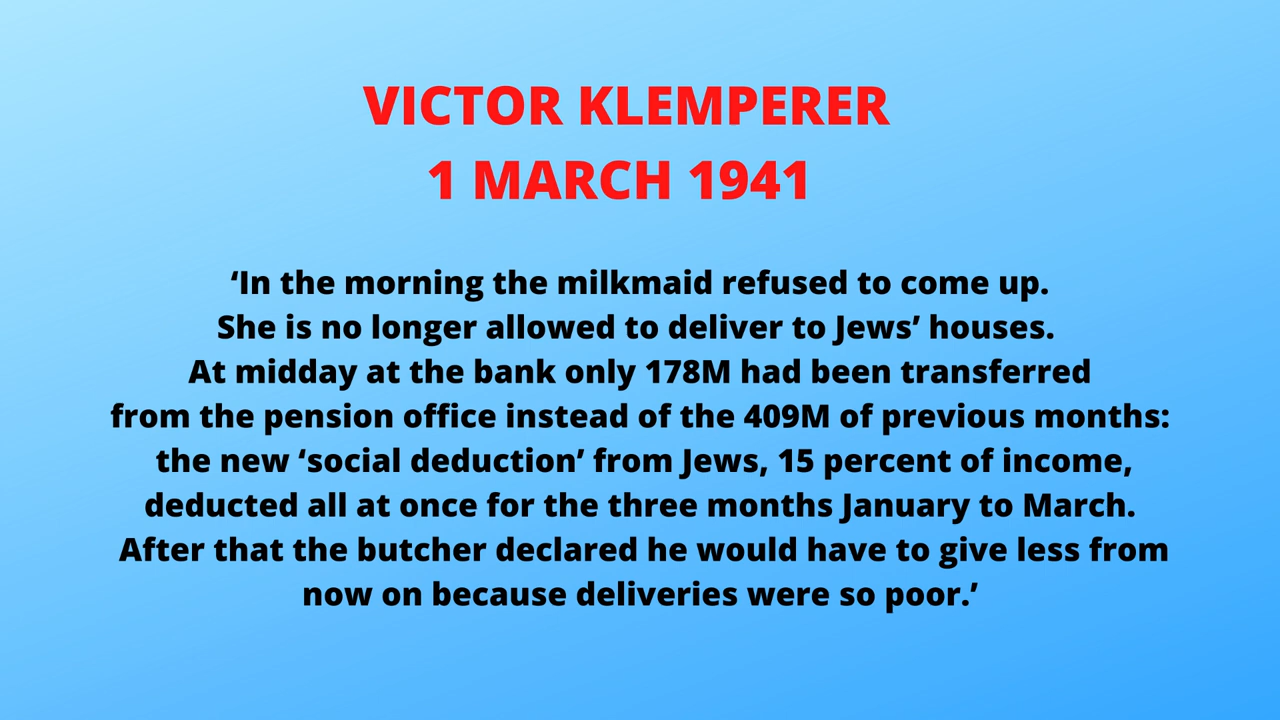 VICTOR KLEMPERER
1 MARCH 1941
‘In the morning the milkmaid refused to come up.
She is no longer allowed to deliver to Jews’ houses.
At midday at the bank only 178M had been transferred
from the pension office instead of the 409M of previous months:
the new ‘social deduction’ from Jews, 15 percent of income,
deducted all at once for the three months January to March.
After that the butcher declared he would have to give less from
now on because deliveries were so poor.’